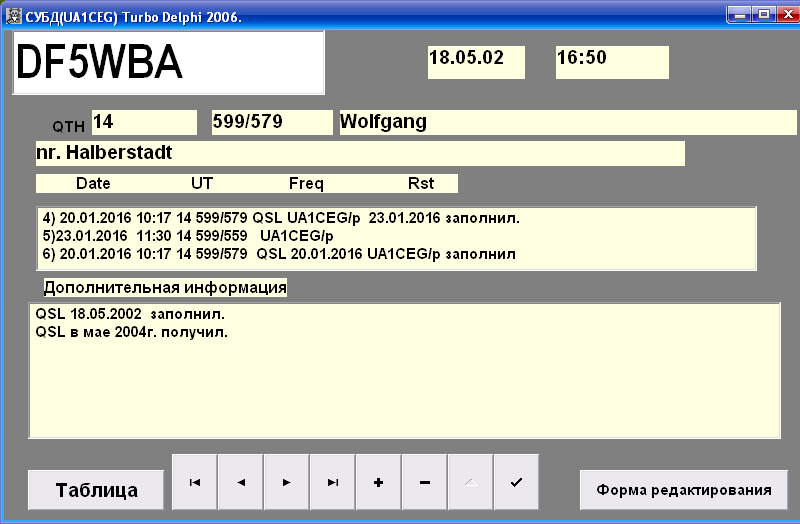 СУБД(UA1CEG) Turbo Delphi 2006.
DF5WBA
18.05.02 16:50
QTH 14 599/579 Wolfgang
nr. Halberstadt
Date UT Freq Rst
4) 20.01.2016 10:17 14 599/579 QSL UA1CEG/p 23.01.2016 заполнил.
5)23.01.2016 11:30 14 599/559 UA1CEG/p
6) 20.01.2016 10:17 14 599/579 QSL 20.01.2016 UA1CEG/p заполнил
Дополнительная информация
QSL 18.05.2002 заполнил.
QSL в мае 2004г. получил.
Таблица
Форма редактирования